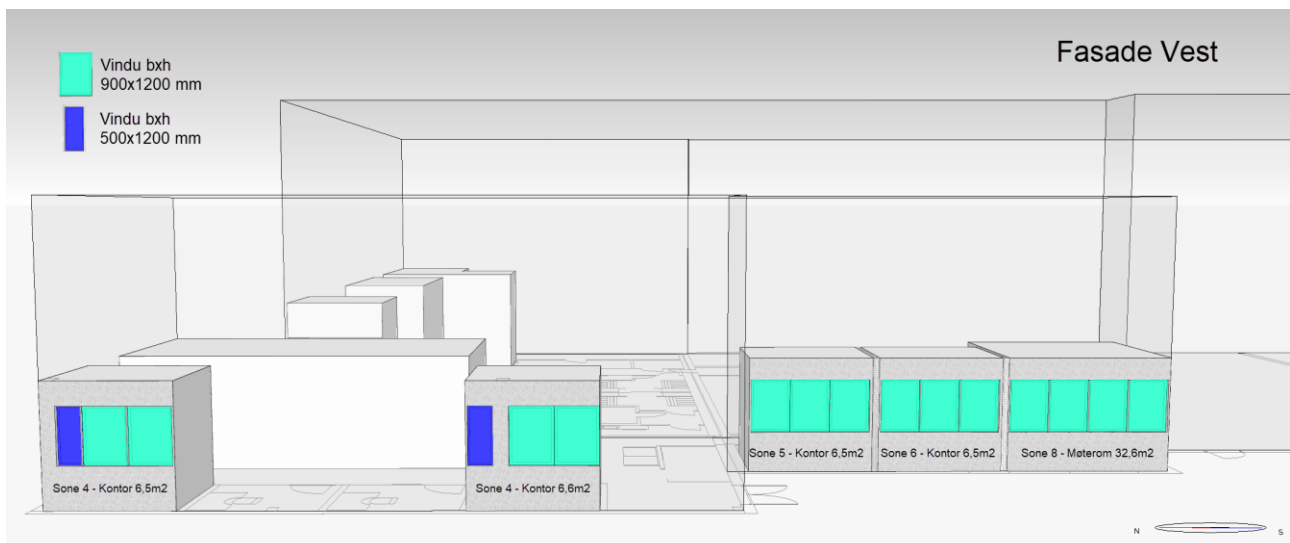 Fasade Vest
Vindu bxh
900x1200 mm
Vindu bxh
500x1200 mm
Sone 4 - Kontor 6,5m2
Sone 4 - Kontor 6,6m2
Sone 5 - Kontor 6,5m2
Sone 6 - Kontor 6,5m2
Sone 8 - Møterom 32,6m2
N
S